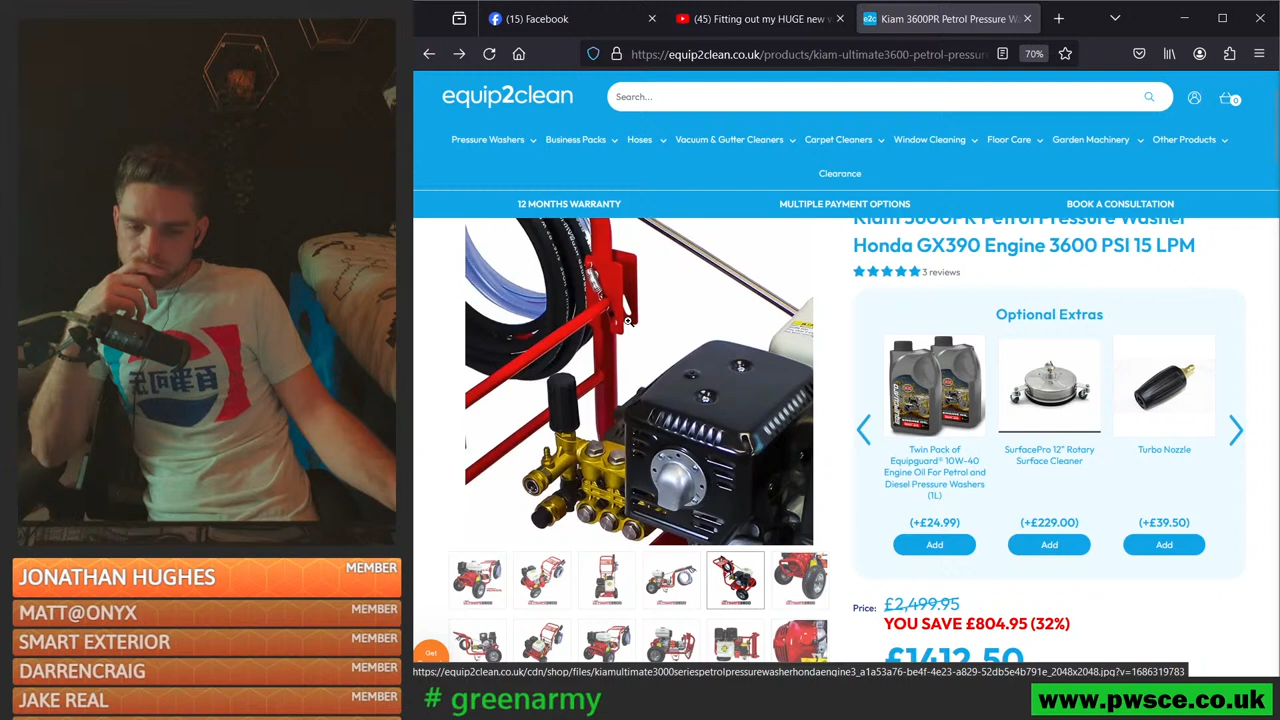 (15) Facebook
(45) Fitting out my HUGE new v
e2c
Kiam 3600PR Petrol Pressure Wa
https://equip2clean.co.uk/products/kiam-ultimate3600-petrol-pressure
70%
equip2clean
Search...
0
Pressure Washers
Business Packs
Hoses
Vacuum & Gutter Cleaners
Carpet Cleaners
Window Cleaning
Floor Care
Garden Machinery
Other Products
Clearance
12 MONTHS WARRANTY
MULTIPLE PAYMENT OPTIONS
BOOK A CONSULTATION
Kiam 3600PR Petrol Pressure Washer
Honda GX390 Engine 3600 PSI 15 LPM
3 reviews
Optional Extras
Twin Pack of
Equipguard® 10W-40
Engine Oil For Petrol and
Diesel Pressure Washers
(1L)
(+£24.99)
Add
SurfacePro 12" Rotary
Surface Cleaner
(+£229.00)
Add
Turbo Nozzle
(+£39.50)
Add
Price:
£2,499.95
YOU SAVE £804.95 (32%)
£1412.50
百事可乐
JONATHAN HUGHES
MEMBER
MATT@ONYX
MEMBER
SMART EXTERIOR
MEMBER
DARRENCRAIG
MEMBER
JAKE REAL
MEMBER
https://equip2clean.co.uk/cdn/shop/files/kiamultimate3000seriespetrolpressurewasherhondaengine3_a1a53a76-be4f-4e23-a829-52db5e4b791e_2048x2048.jpg?v=1686319783
# greenarmy
www.pwsce.co.uk